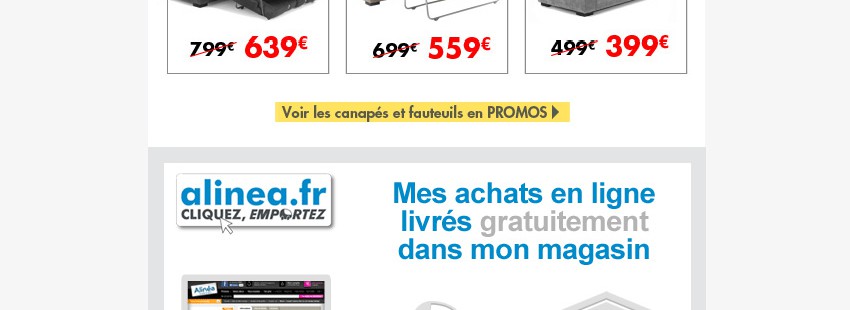 799€ 639€
699€ 559€
499€ 399€
Voir les canapés et fauteuils en PROMOS
alinea.fr
CLIQUEZ, EMPORTEZ
Mes achats en ligne
livrés gratuitement
dans mon magasin
Alinéa